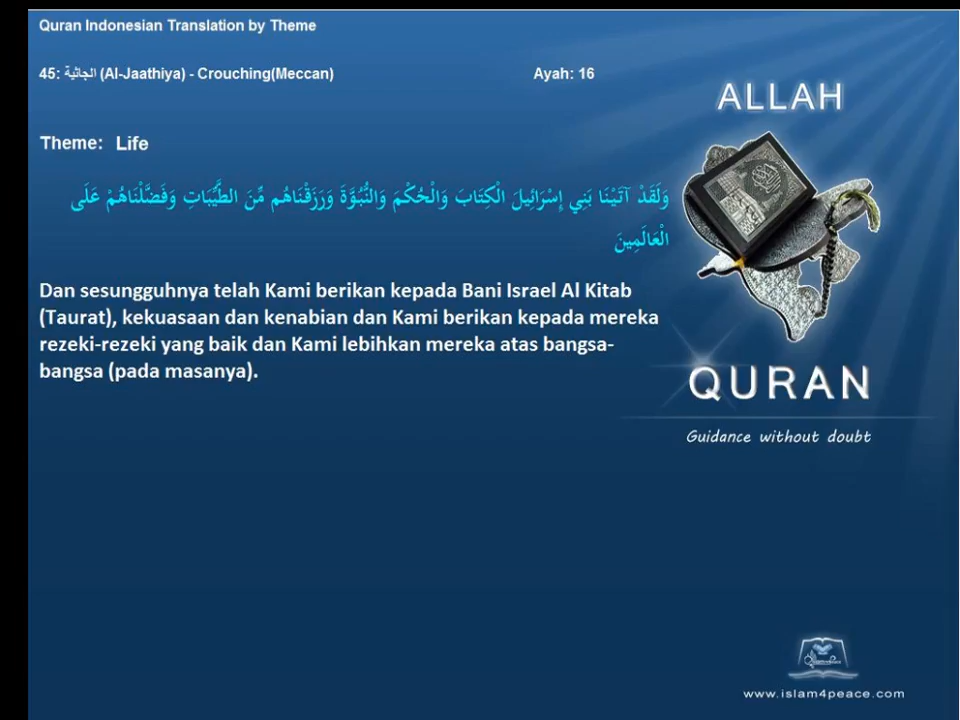 Quran Indonesian Translation by Theme
45: الجاثية (Al-Jaathiya) - Crouching(Meccan)
Ayah: 16
Theme: Life
وَلَقَدْ آتَيْنَا بَنِي إِسْرَائِيلَ الْكِتَابَ وَالْحُكْمَ وَالنُّبُوَّةَ وَرَزَقْنَاهُم مِّنَ الطَّيِّبَاتِ وَفَضَّلْنَاهُمْ عَلَى
الْعَالَمِينَ
Dan sesungguhnya telah Kami berikan kepada Bani Israel Al Kitab
(Taurat), kekuasaan dan kenabian dan Kami berikan kepada mereka
rezeki-rezeki yang baik dan Kami lebihkan mereka atas bangsa-
bangsa (pada masanya).
ALLAH
QURAN
Guidance without doubt
www.islam4peace.com